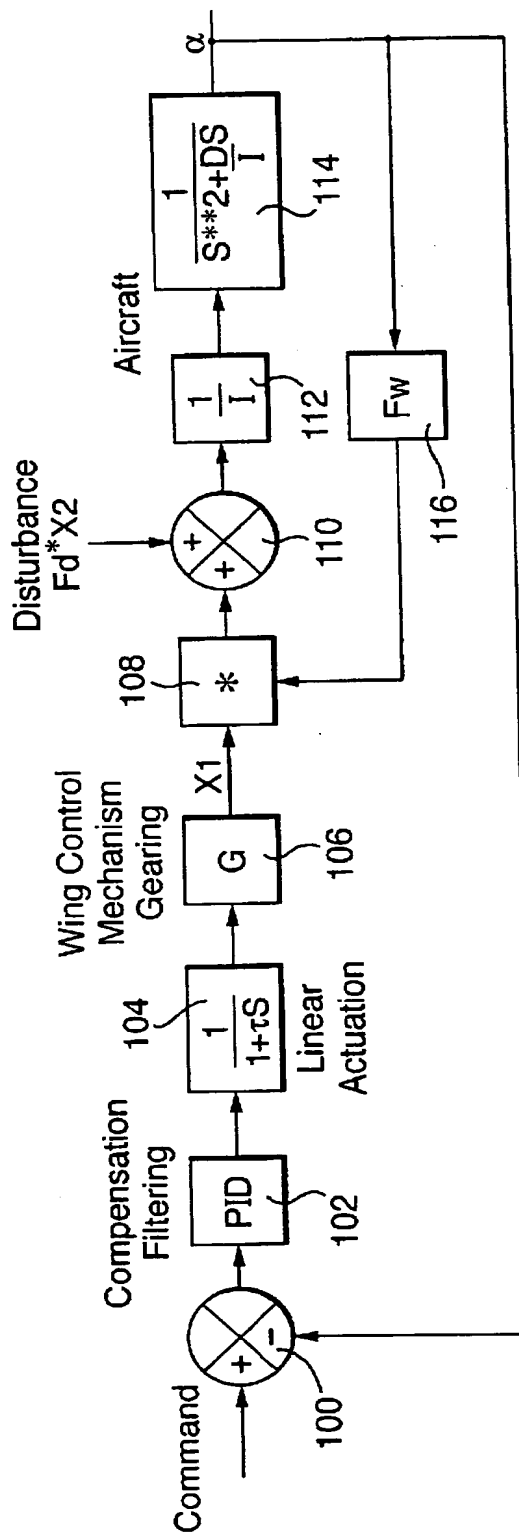 Command
+
−
100
Compensation
Filtering
PID
102
104
1
1+τS
Linear
Actuation
Wing Control
Mechanism
Gearing
G
106
X1
108
*
Disturbance
Fd*X2
+
+
110
Aircraft
1
I
112
1
S**2+DS
I
114
α
Fw
116